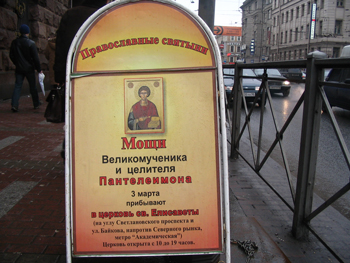 Православные святыни
Мощи
Великомученика
и целителя
Пантелеимона
3 марта
прибывают
в церковь св. Елисаветы
(на углу Светлановского проспекта и
ул. Байкова, напротив Северного рынка,
метро "Академическая")
Церковь открыта с 10 до 19 часов.